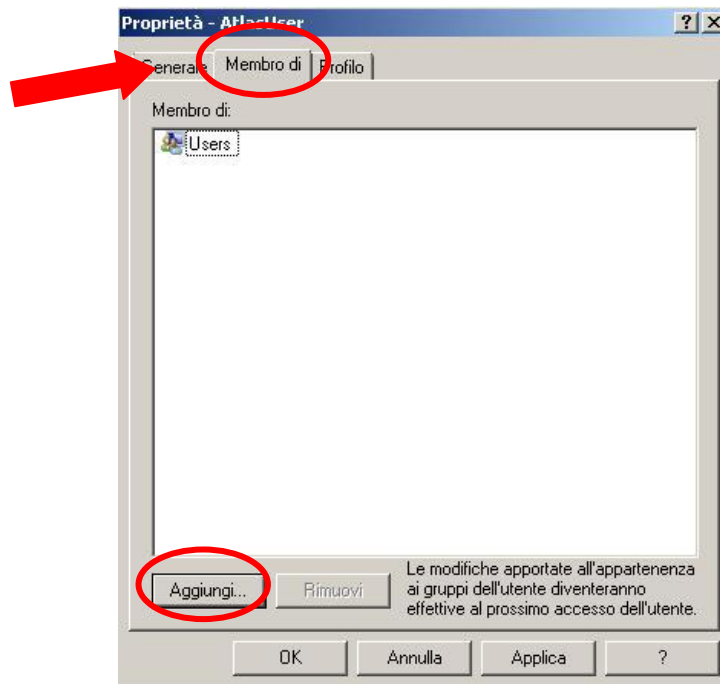 Proprietà - AtlasUser
? X
Generale Membro di Profilo
Membro di:
Users
Aggiungi... Rimuovi
Le modifiche apportate all'appartenenza
ai gruppi dell'utente diventeranno
effettive al prossimo accesso dell'utente.
OK Annulla Applica ?